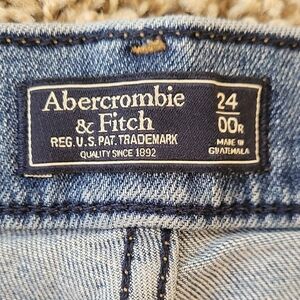 Abercrombie
& Fitch
REG. U.S. PAT. TRADEMARK
QUALITY SINCE 1892
24
00R
MADE IN
GUATEMALA